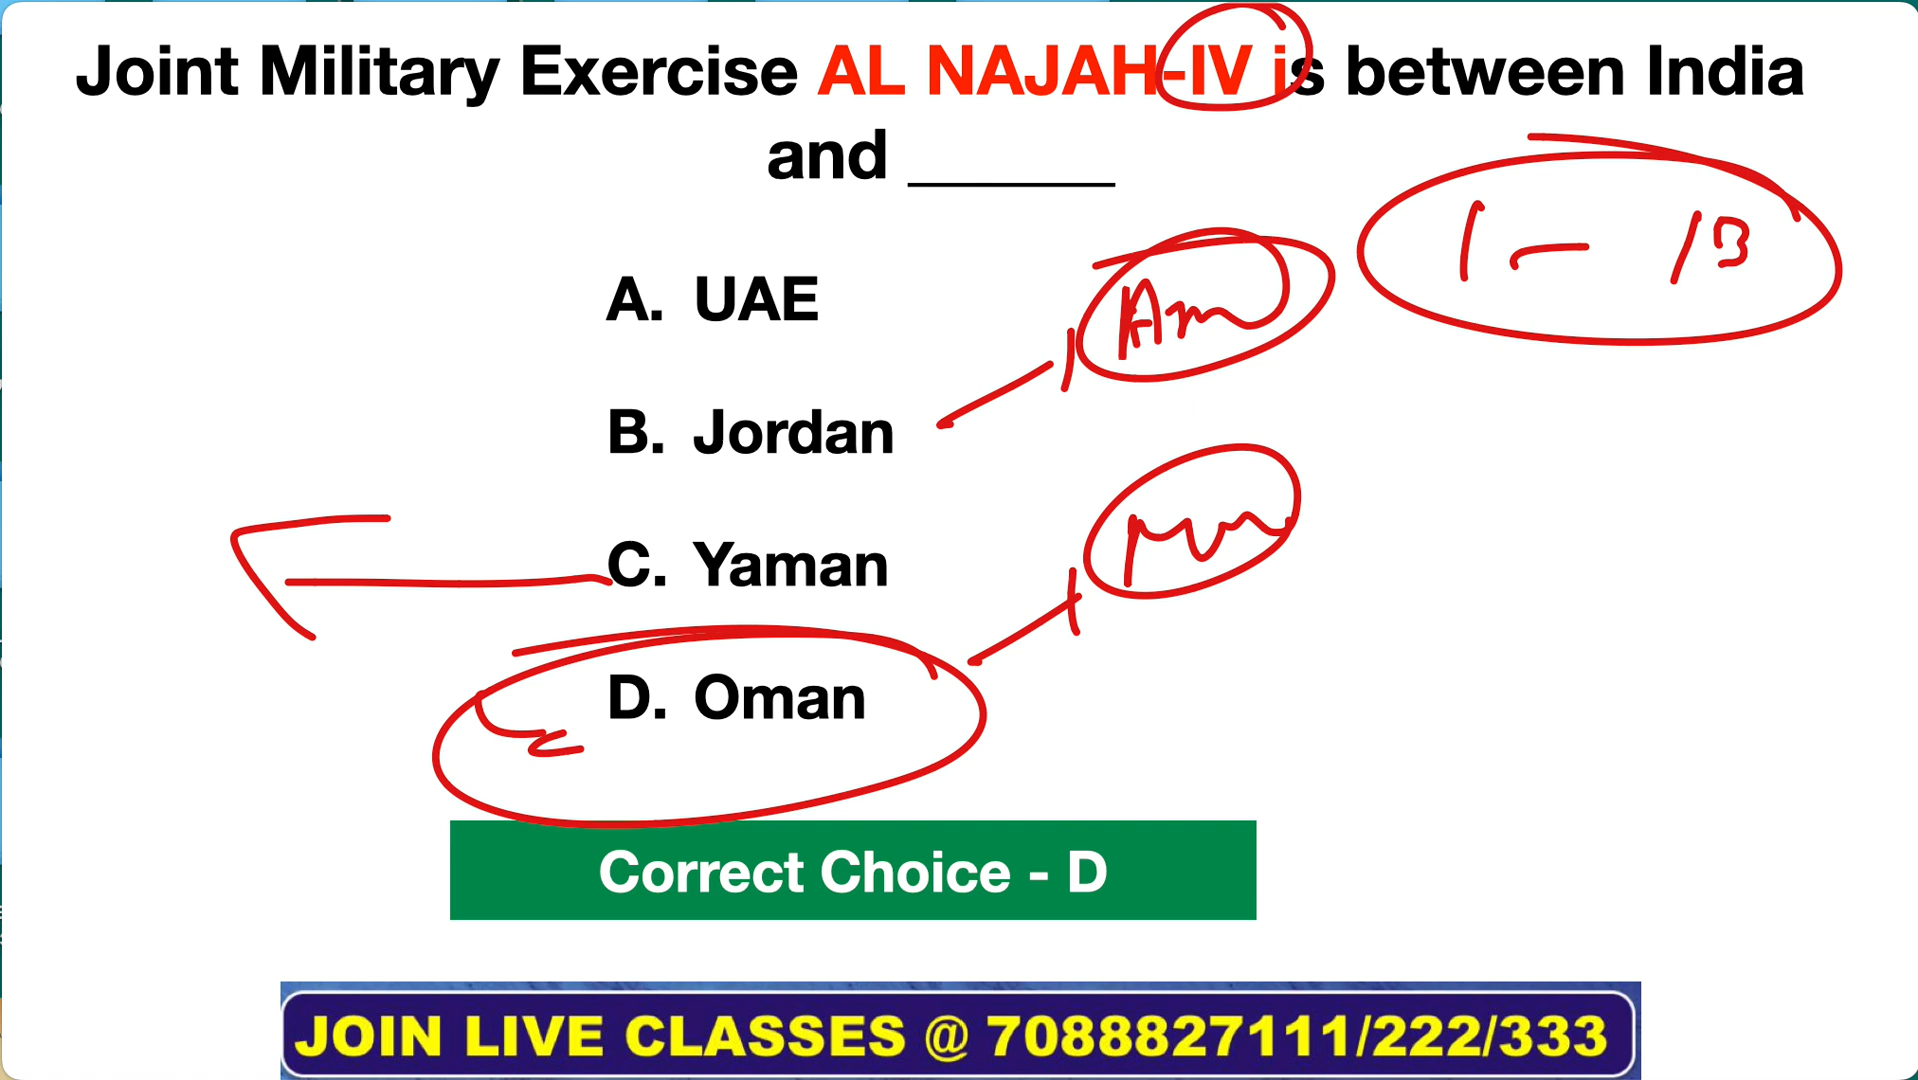 Joint Military Exercise AL NAJAH-IV is between India
and ______
A. UAE
B. Jordan
C. Yaman
D. Oman
Correct Choice - D
JOIN LIVE CLASSES @ 7088827111/222/333